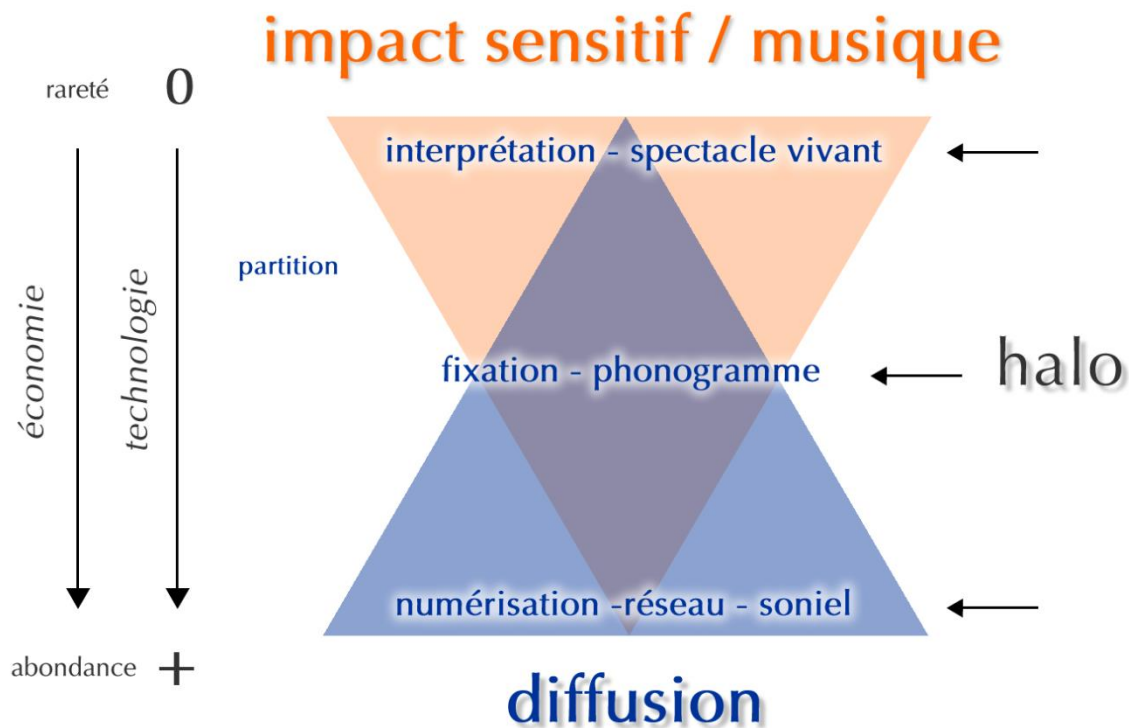 impact sensitif / musique
rareté 0
interprétation - spectacle vivant
partition
économie
technologie
fixation - phonogramme
halo
numérisation -réseau - soniel
abondance +
diffusion